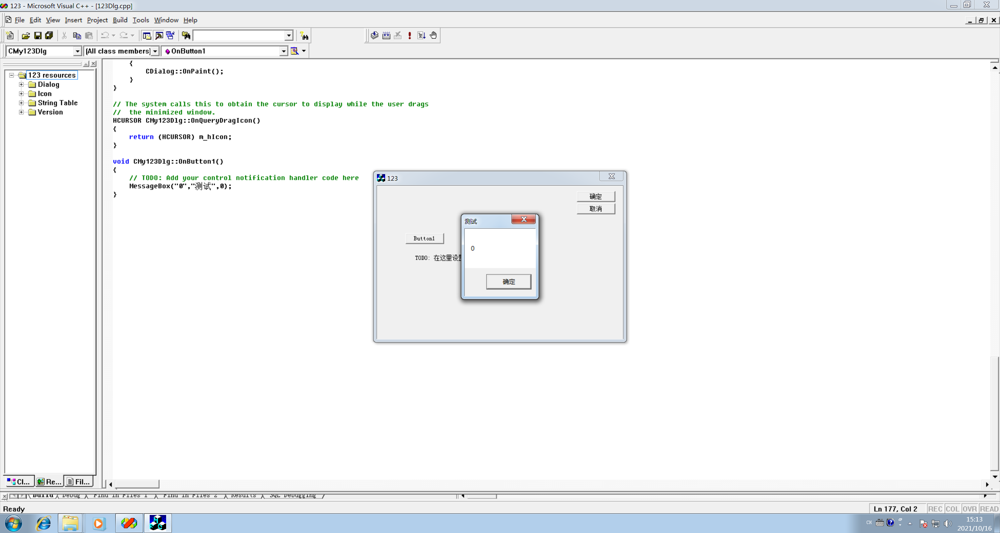 123 - Microsoft Visual C++ - [123Dlg.cpp]
File Edit View Insert Project Build Tools Window Help
CMy123Dlg [All class members] OnButton1
123 resources
Dialog
Icon
String Table
Version
{
CDialog::OnPaint();
}
}
// The system calls this to obtain the cursor to display while the user drags
//  the minimized window.
HCURSOR CMy123Dlg::OnQueryDragIcon()
{
return (HCURSOR) m_hIcon;
}
void CMy123Dlg::OnButton1()
{
// TODO: Add your control notification handler code here
MessageBox("0","测试",0);
}
123
确定
取消
Button1
TODO: 在这里设置
测试
0
确定
Cl... Re... Fil...
Build Debug Find in Files 1 Find in Files 2 Results SQL Debugging
Ready
Ln 177, Col 2 REC COL OVR READ
CH
15:13
2021/10/16